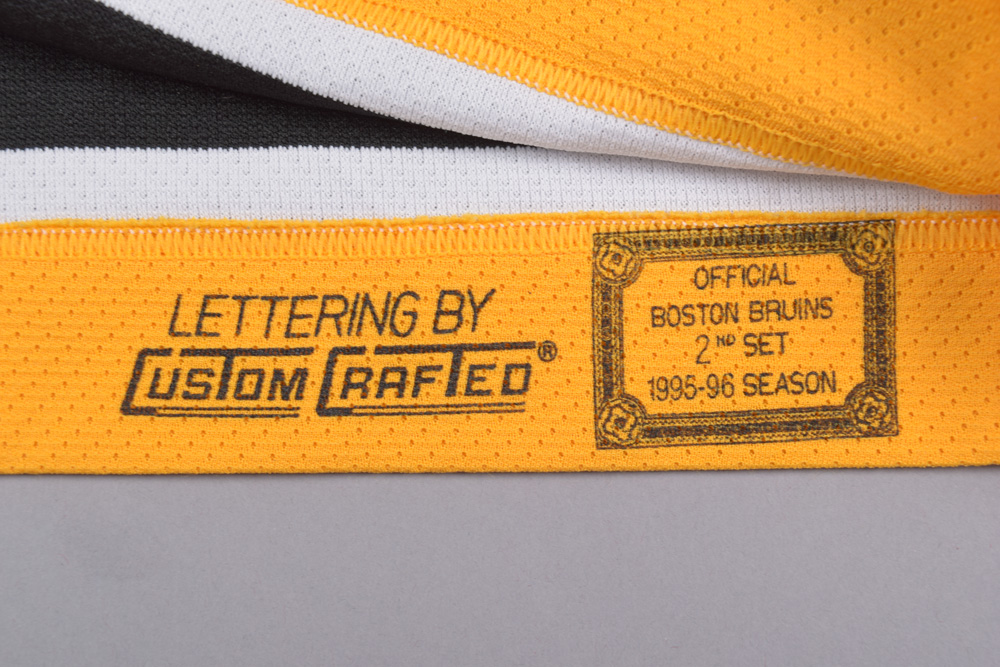 LETTERING BY
CUSTOM CRAFTED®
OFFICIAL
BOSTON BRUINS
2ND SET
1995-96 SEASON